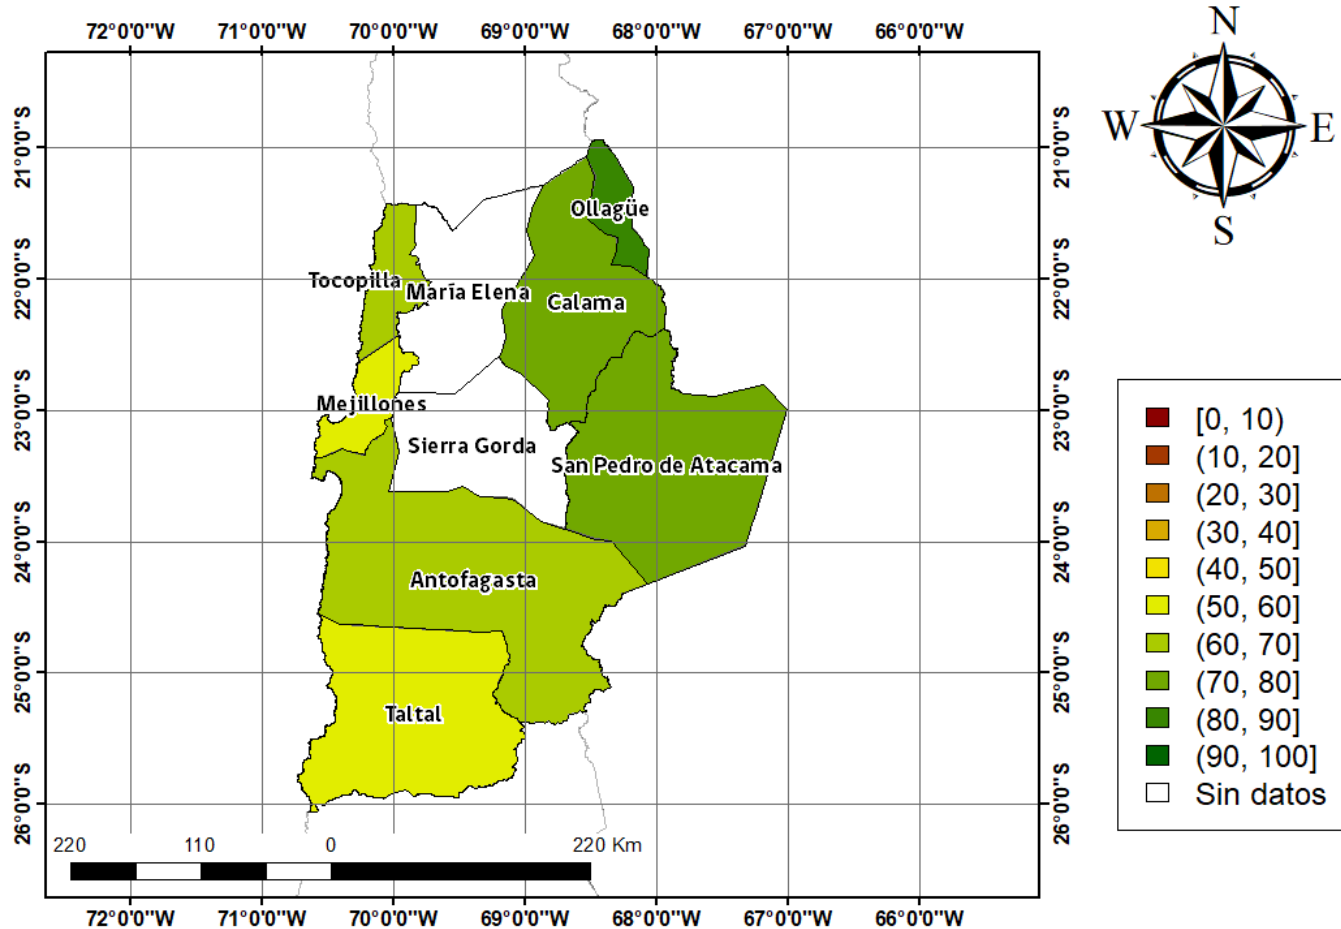 72°0'0"W 71°0'0"W 70°0'0"W 69°0'0"W 68°0'0"W 67°0'0"W 66°0'0"W
N
W E
S
21°0'0"S 21°0'0"S
Ollagüe
22°0'0"S 22°0'0"S
Tocopilla
María Elena
Calama
23°0'0"S 23°0'0"S
Mejillones
Sierra Gorda
San Pedro de Atacama
24°0'0"S 24°0'0"S
Antofagasta
25°0'0"S 25°0'0"S
Taltal
26°0'0"S 26°0'0"S
220 110 0 220 Km
72°0'0"W 71°0'0"W 70°0'0"W 69°0'0"W 68°0'0"W 67°0'0"W 66°0'0"W
[0, 10)
(10, 20]
(20, 30]
(30, 40]
(40, 50]
(50, 60]
(60, 70]
(70, 80]
(80, 90]
(90, 100]
Sin datos